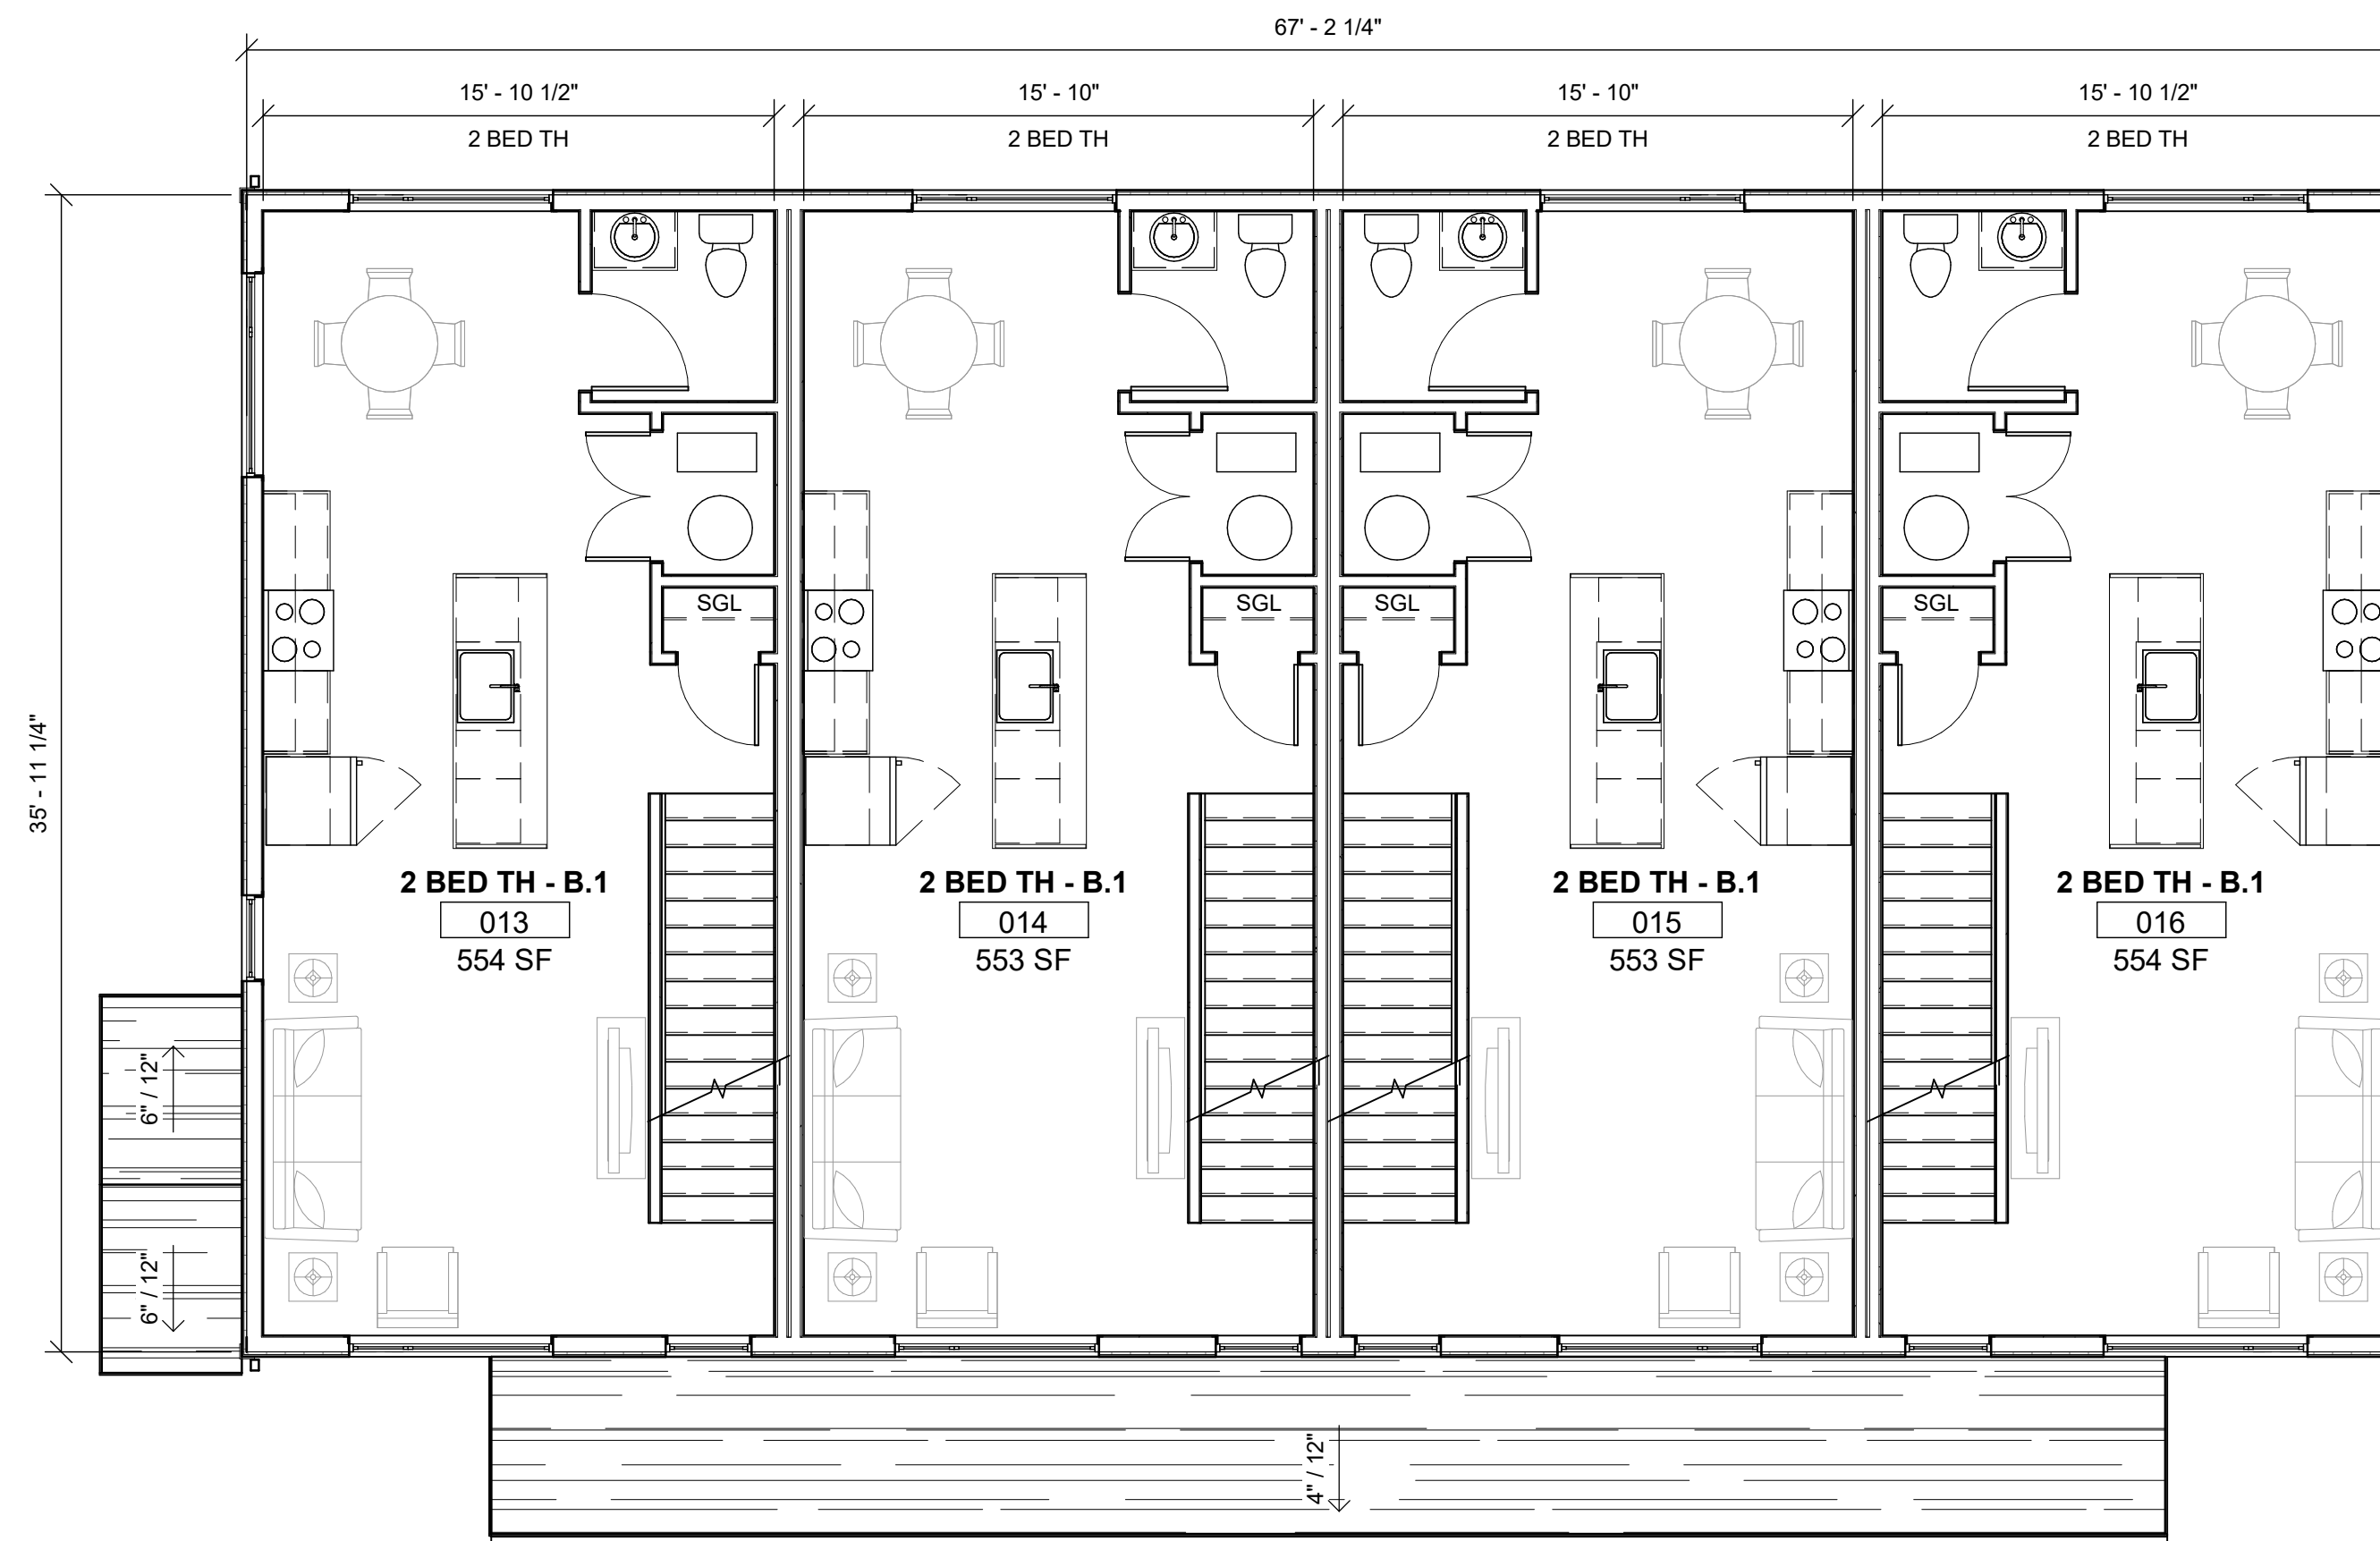 67' - 2 1/4"
15' - 10 1/2"
15' - 10"
15' - 10"
15' - 10 1/2"
2 BED TH
2 BED TH
2 BED TH
2 BED TH
SGL
SGL
SGL
SGL
35' - 11 1/4"
2 BED TH - B.1
013
554 SF
2 BED TH - B.1
014
553 SF
2 BED TH - B.1
015
553 SF
2 BED TH - B.1
016
554 SF
6" / 12"
6" / 12"
4" / 12"